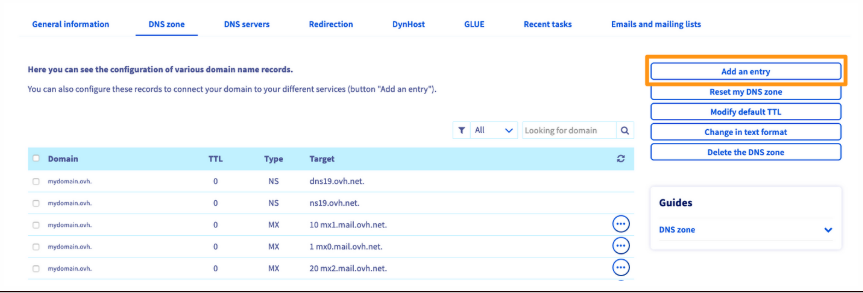 General information DNS zone DNS servers Redirection DynHost GLUE Recent tasks Emails and mailing lists
Here you can see the configuration of various domain name records.
You can also configure these records to connect your domain to your different services (button "Add an entry").
All Looking for domain
Domain TTL Type Target
mydomain.ovh. 0 NS dns19.ovh.net.
mydomain.ovh. 0 NS ns19.ovh.net.
mydomain.ovh. 0 MX 10 mx1.mail.ovh.net.
mydomain.ovh. 0 MX 1 mx0.mail.ovh.net.
mydomain.ovh. 0 MX 20 mx2.mail.ovh.net.
Add an entry
Reset my DNS zone
Modify default TTL
Change in text format
Delete the DNS zone
Guides
DNS zone